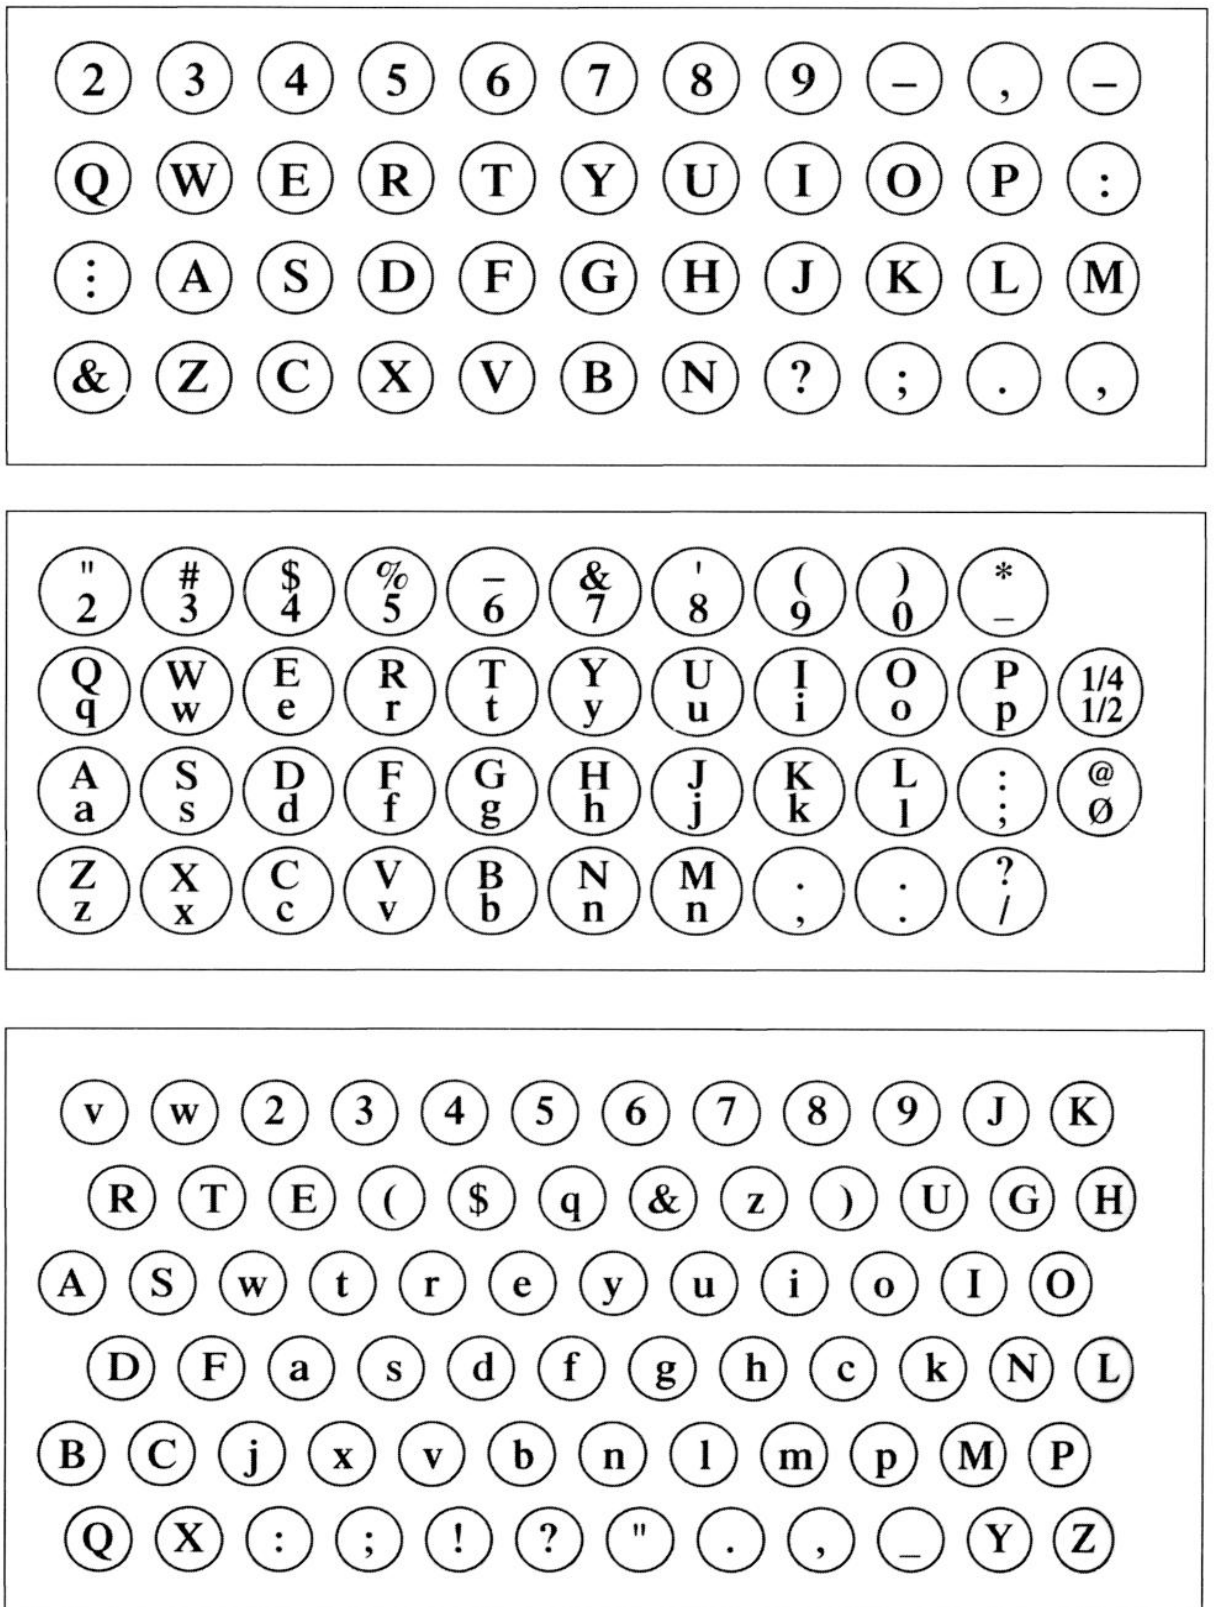 2 3 4 5 6 7 8 9 – , –
Q W E R T Y U I O P :
⋮ A S D F G H J K L M
& Z C X V B N ? ; . ,
" # $ % – & ' ( ) *
2 3 4 5 6 7 8 9 0 _
Q W E R T Y U I O P 1/4
q w e r t y u i o p 1/2
A S D F G H J K L : @
a s d f g h j k l ; Ø
Z X C V B N M . . ?
z x c v b n n , . /
v w 2 3 4 5 6 7 8 9 J K
R T E ( $ q & z ) U G H
A S w t r e y u i o I O
D F a s d f g h c k N L
B C j x v b n l m p M P
Q X : ; ! ? " . , _ Y Z